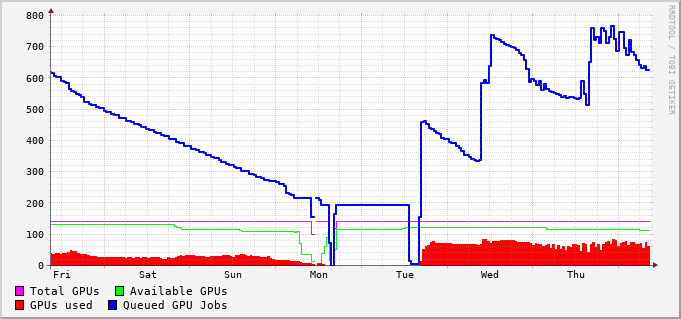 800
700
600
500
400
300
200
100
0
Fri Sat Sun Mon Tue Wed Thu
Total GPUs Available GPUs
GPUs used Queued GPU Jobs
RRDTOOL / TOBI OETIKER